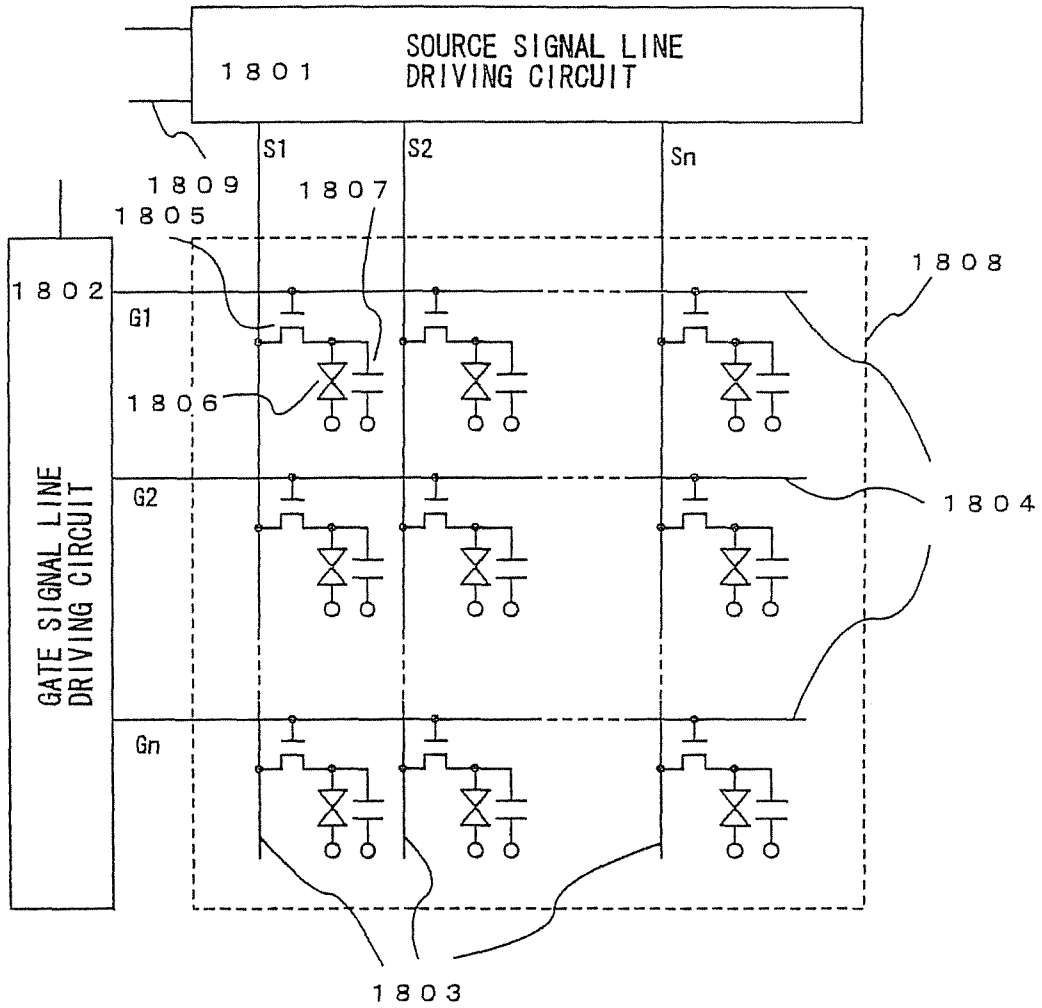 SOURCE SIGNAL LINE
DRIVING CIRCUIT
1801
S1
S2
Sn
1809
1807
1805
1808
1802
G1
1806
G2
1804
GATE SIGNAL LINE
DRIVING CIRCUIT
Gn
1803